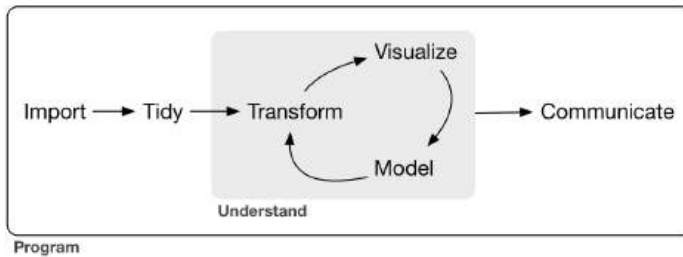 Visualize
Import
Tidy
Transform
Communicate
Model
Understand
Program